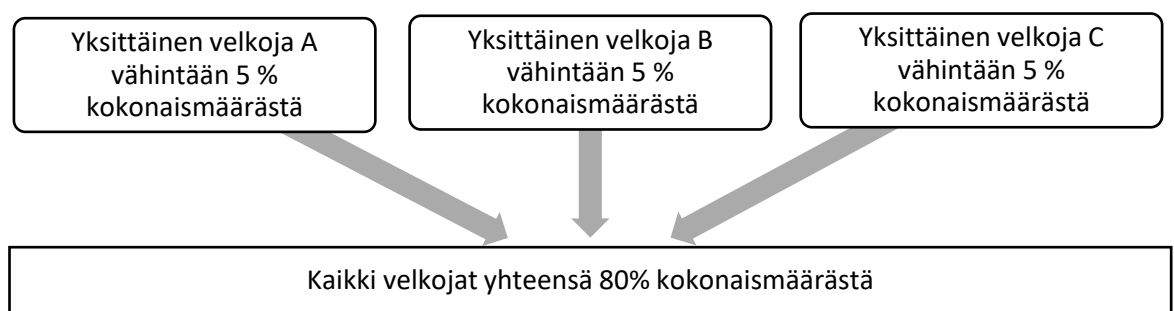 Yksittäinen velkoja A
vähintään 5 %
kokonaismäärästä
Yksittäinen velkoja B
vähintään 5 %
kokonaismäärästä
Yksittäinen velkoja C
vähintään 5 %
kokonaismäärästä
Kaikki velkojat yhteensä 80% kokonaismäärästä